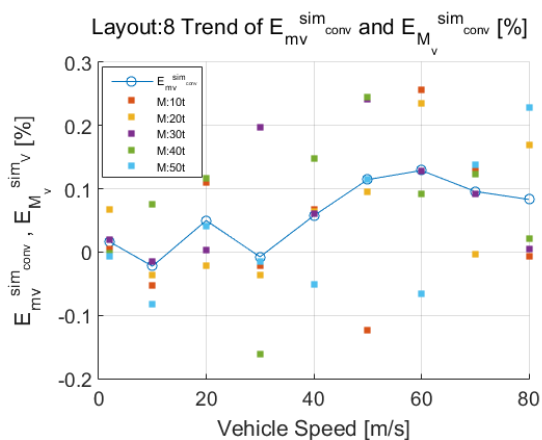 Layout:8 Trend of E_mv^sim_conv and E_M_v^sim_conv [%]
0.3
0.2
0.1
0
-0.1
-0.2
E_mv^sim_conv , E_M_v^sim_V [%]
E_mv^sim_conv
M:10t
M:20t
M:30t
M:40t
M:50t
0 20 40 60 80
Vehicle Speed [m/s]